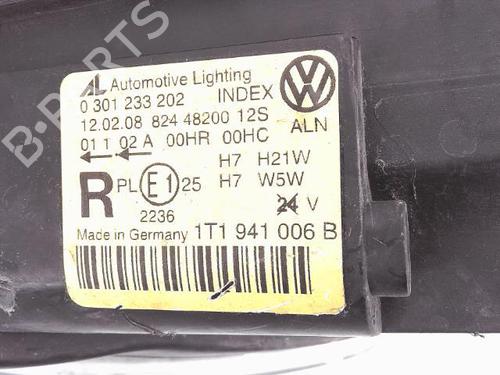 B-PARTS
AL Automotive Lighting
0 301 233 202 INDEX
12.02.08 824 48200 12S
ALN
01 1 02 A 00HR 00HC
H7 H21W
R PL E1 25 H7 W5W
2236 24 V
Made in Germany 1T1 941 006 B